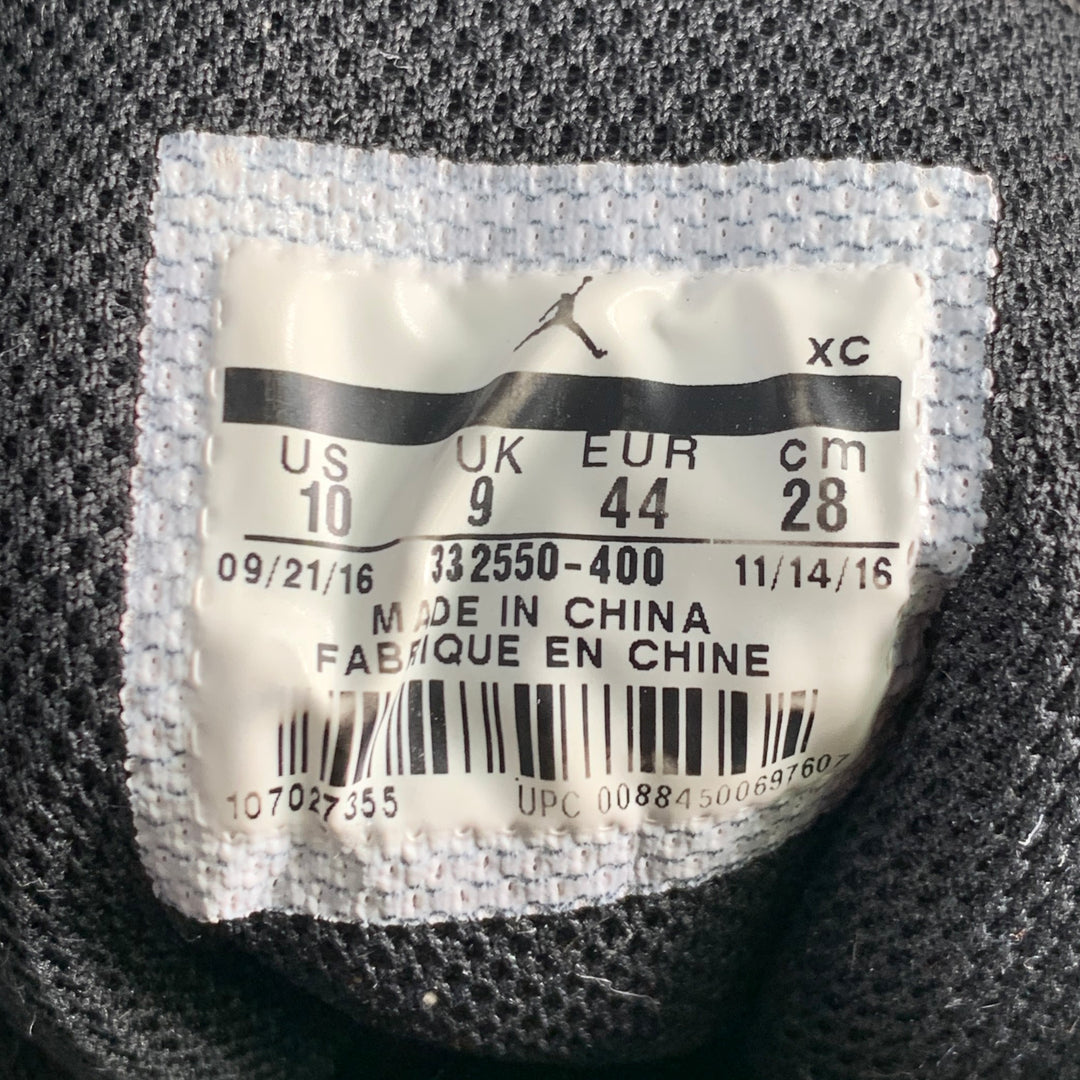 XC
US UK EUR cm
10 9 44 28
09/21/16 332550-400 11/14/16
MADE IN CHINA
FABRIQUE EN CHINE
107027355 UPC 00884500697607